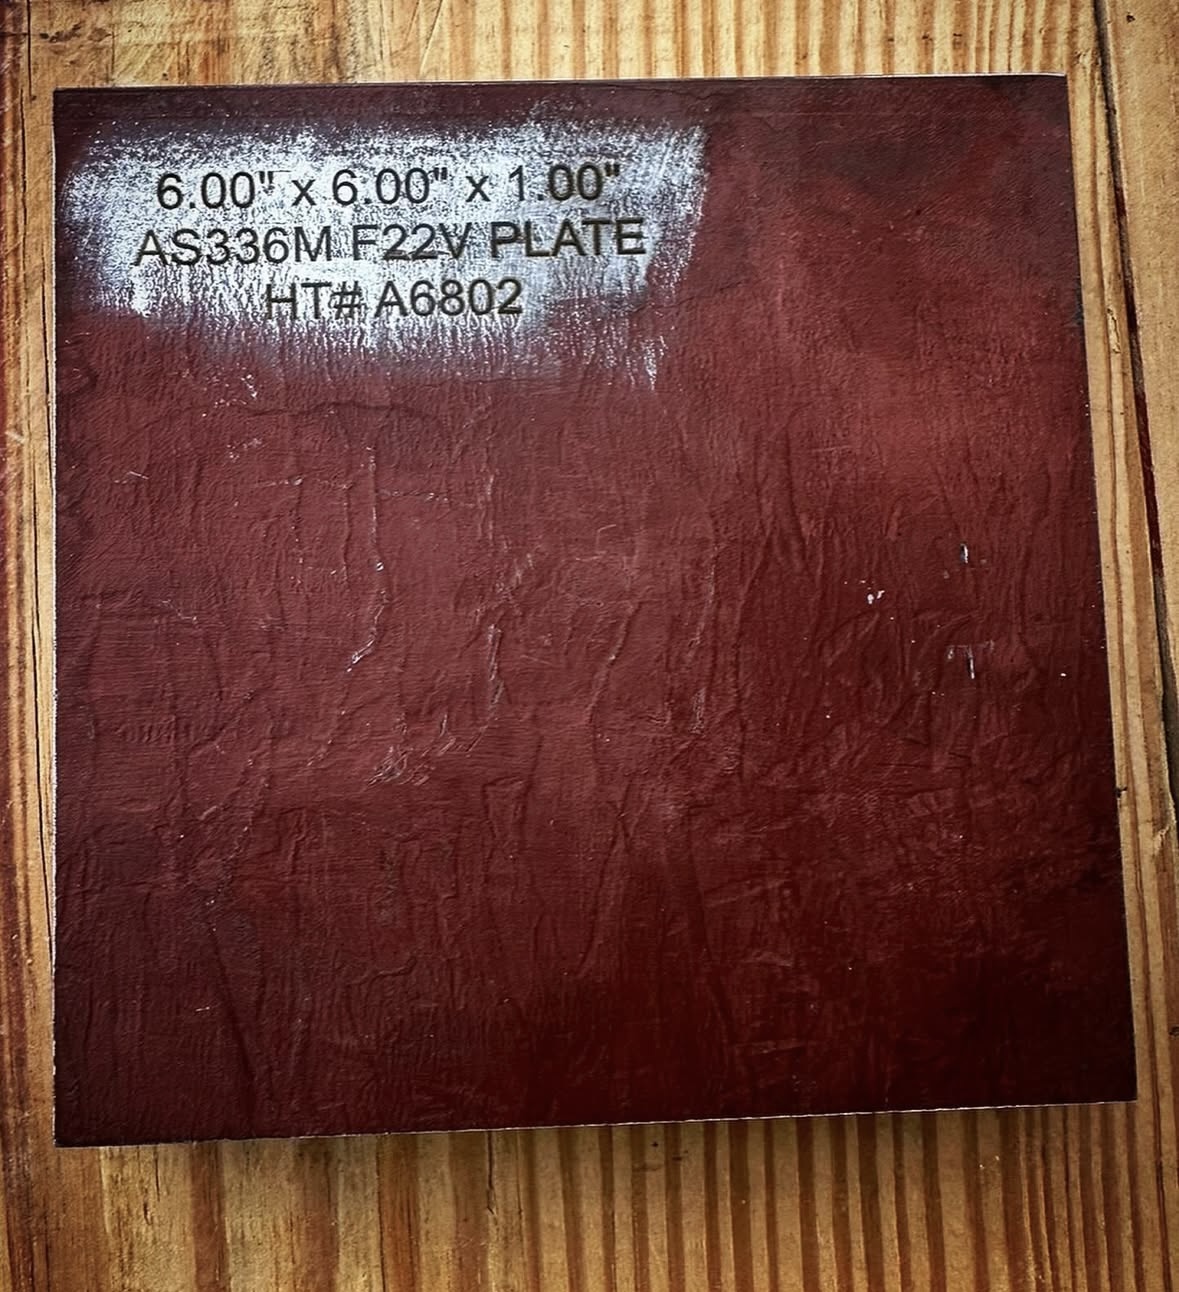 6.00" x 6.00" x 1.00"
AS336M F22V PLATE
HT# A6802